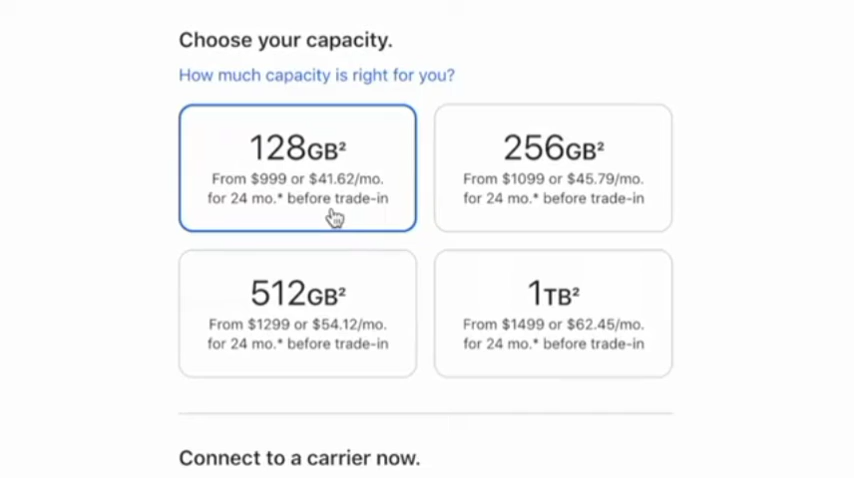 Choose your capacity.
How much capacity is right for you?
128GB²
From $999 or $41.62/mo.
for 24 mo.* before trade-in
256GB²
From $1099 or $45.79/mo.
for 24 mo.* before trade-in
512GB²
From $1299 or $54.12/mo.
for 24 mo.* before trade-in
1TB²
From $1499 or $62.45/mo.
for 24 mo.* before trade-in
Connect to a carrier now.